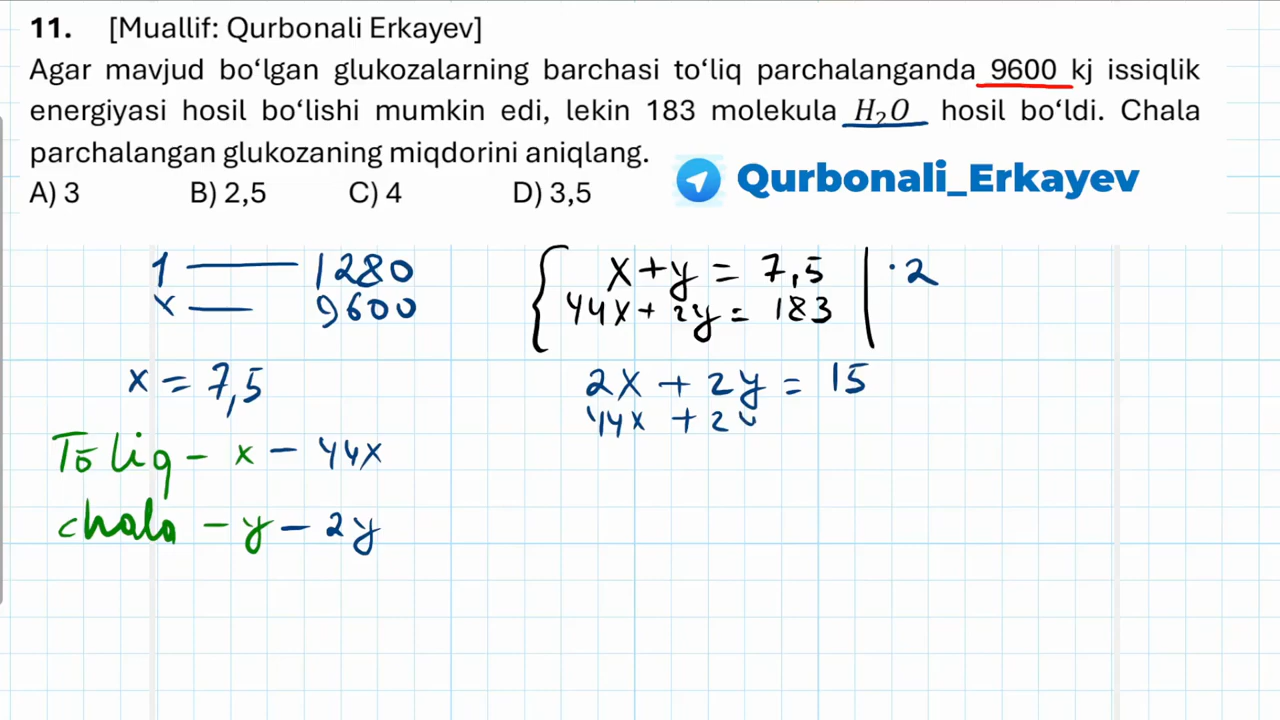 11. [Muallif: Qurbonali Erkayev]
Agar mavjud bo‘lgan glukozalarning barchasi to‘liq parchalanganda 9600 kj issiqlik
energiyasi hosil bo‘lishi mumkin edi, lekin 183 molekula H₂O hosil bo‘ldi. Chala
parchalangan glukozaning miqdorini aniqlang.
A) 3 B) 2,5 C) 4 D) 3,5
Qurbonali_Erkayev
1 — 1280
x — 9600
x = 7,5
To liq - x - 44x
chala - y - 2y
x + y = 7,5 | · 2
44x + 2y = 183
2x + 2y = 15
44x + 2